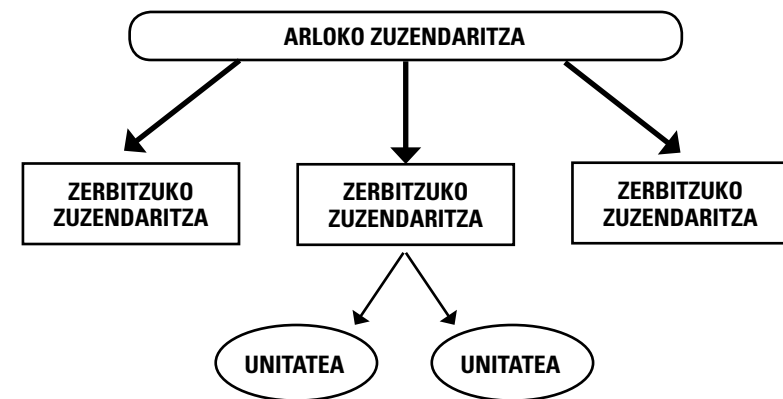 ARLOKO ZUZENDARITZA
ZERBITZUKO
ZUZENDARITZA
ZERBITZUKO
ZUZENDARITZA
ZERBITZUKO
ZUZENDARITZA
UNITATEA
UNITATEA